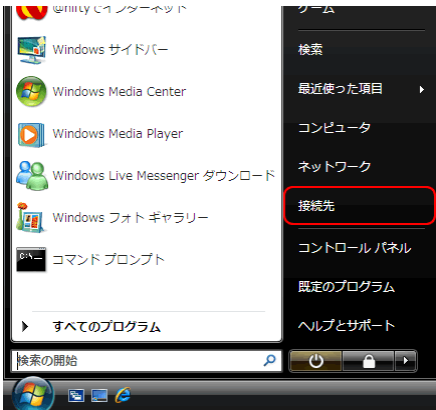 @niftyでインターネット
Windows サイドバー
Windows Media Center
Windows Media Player
Windows Live Messenger ダウンロード
Windows フォト ギャラリー
コマンド プロンプト
すべてのプログラム
検索の開始
ゲーム
検索
最近使った項目
コンピュータ
ネットワーク
接続先
コントロール パネル
既定のプログラム
ヘルプとサポート